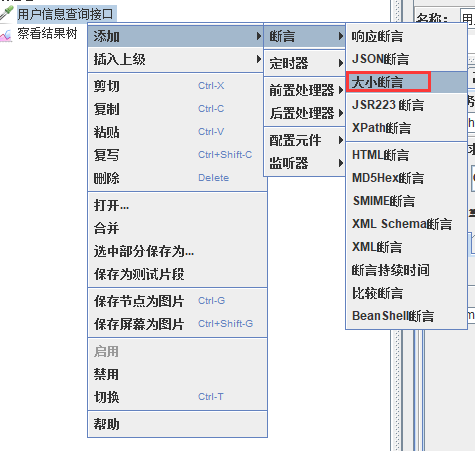 用户信息查询接口
察看结果树
添加
插入上级
剪切 Ctrl-X
复制 Ctrl-C
粘贴 Ctrl-V
复写 Ctrl+Shift-C
删除 Delete
打开...
合并
选中部分保存为...
保存为测试片段
保存节点为图片 Ctrl-G
保存屏幕为图片 Ctrl+Shift-G
启用
禁用
切换 Ctrl-T
帮助
断言
定时器
前置处理器
后置处理器
配置元件
监听器
响应断言
JSON断言
大小断言
JSR223 断言
XPath断言
HTML断言
MD5Hex断言
SMIME断言
XML Schema断言
XML断言
断言持续时间
比较断言
BeanShell断言
名称: 用